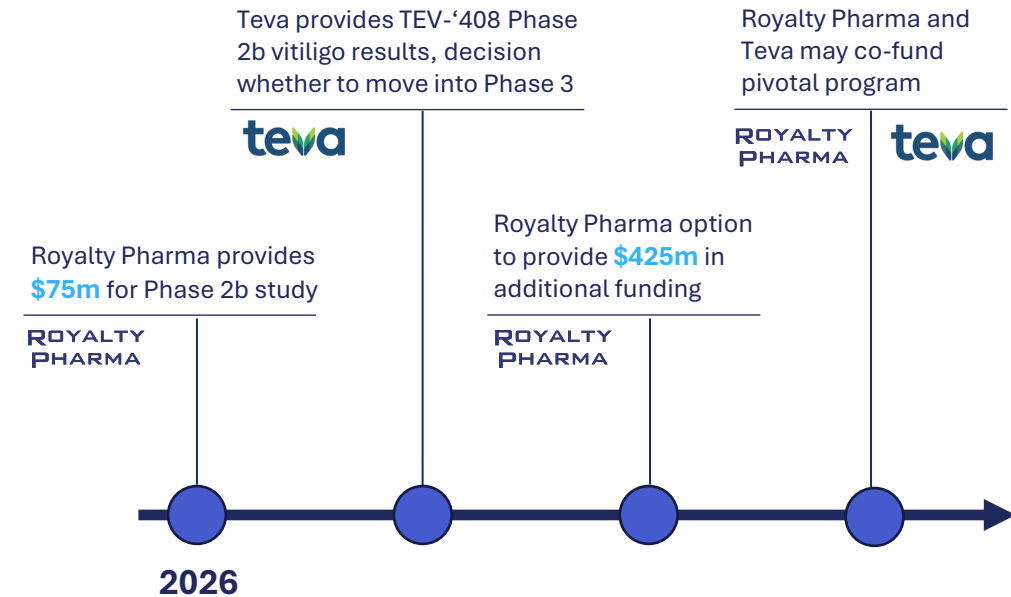 Teva provides TEV-‘408 Phase
2b vitiligo results, decision
whether to move into Phase 3
teva
Royalty Pharma and
Teva may co-fund
pivotal program
ROYALTY
PHARMA
teva
Royalty Pharma provides
$75m for Phase 2b study
ROYALTY
PHARMA
Royalty Pharma option
to provide $425m in
additional funding
ROYALTY
PHARMA
2026